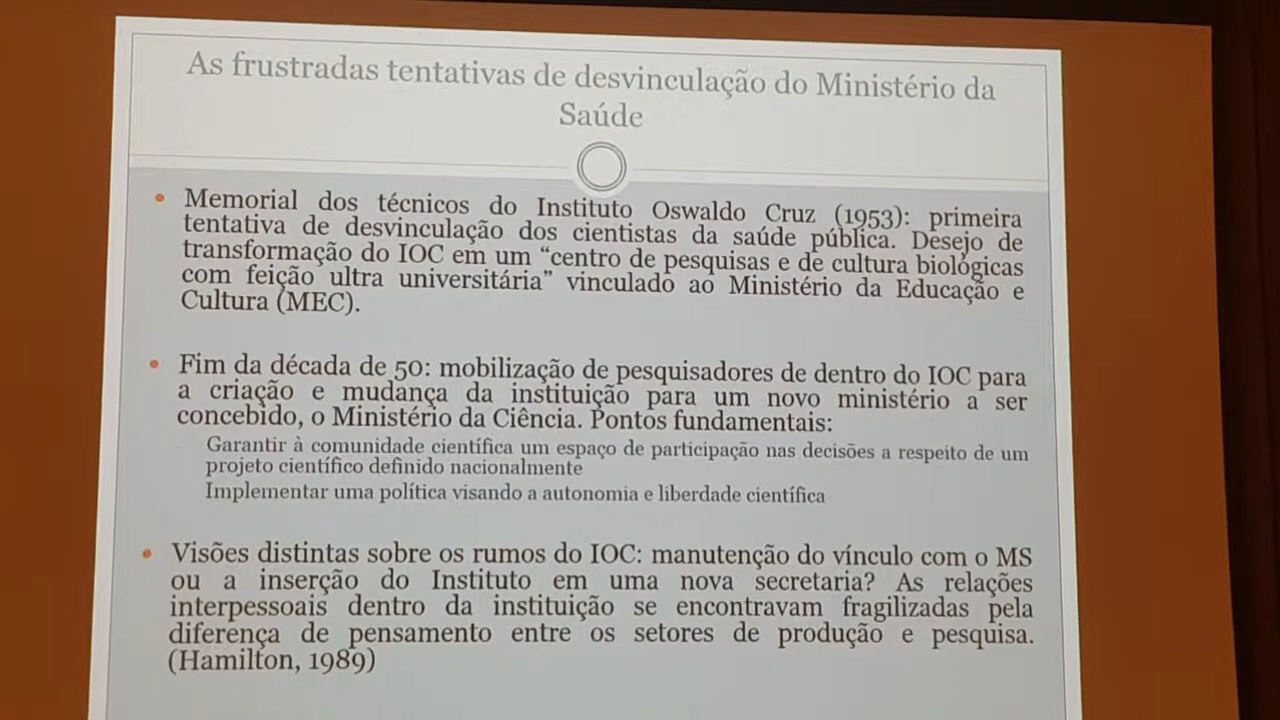 As frustradas tentativas de desvinculação do Ministério da
Saúde
• Memorial dos técnicos do Instituto Oswaldo Cruz (1953): primeira
tentativa de desvinculação dos cientistas da saúde pública. Desejo de
transformação do IOC em um “centro de pesquisas e de cultura biológicas
com feição ultra universitária” vinculado ao Ministério da Educação e
Cultura (MEC).
• Fim da década de 50: mobilização de pesquisadores de dentro do IOC para
a criação e mudança da instituição para um novo ministério a ser
concebido, o Ministério da Ciência. Pontos fundamentais:
Garantir à comunidade científica um espaço de participação nas decisões a respeito de um
projeto científico definido nacionalmente
Implementar uma política visando a autonomia e liberdade científica
• Visões distintas sobre os rumos do IOC: manutenção do vínculo com o MS
ou a inserção do Instituto em uma nova secretaria? As relações
interpessoais dentro da instituição se encontravam fragilizadas pela
diferença de pensamento entre os setores de produção e pesquisa.
(Hamilton, 1989)